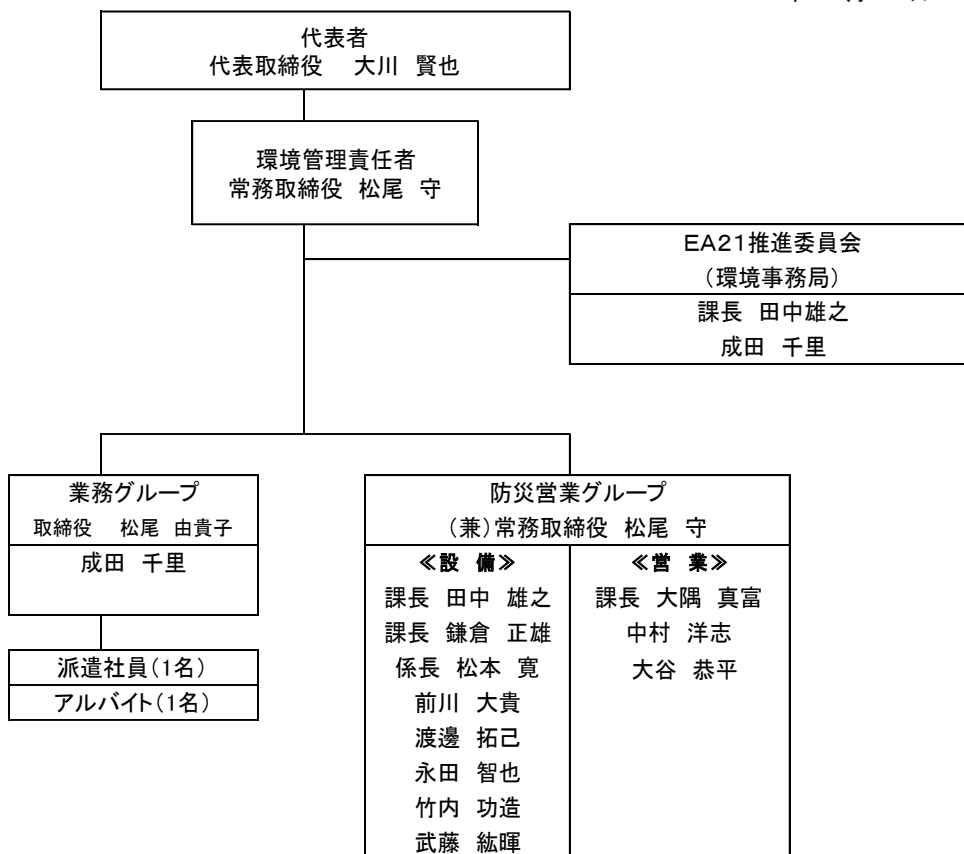 代表者
代表取締役 大川 賢也
環境管理責任者
常務取締役 松尾 守
EA21推進委員会
(環境事務局)
課長 田中雄之
成田 千里
業務グループ
取締役 松尾 由貴子
成田 千里
派遣社員(1名)
アルバイト(1名)
防災営業グループ
(兼)常務取締役 松尾 守
≪設 備≫
課長 田中 雄之
課長 鎌倉 正雄
係長 松本 寛
前川 大貴
渡邊 拓己
永田 智也
竹内 功造
武藤 紘暉
≪営 業≫
課長 大隅 真富
中村 洋志
大谷 恭平